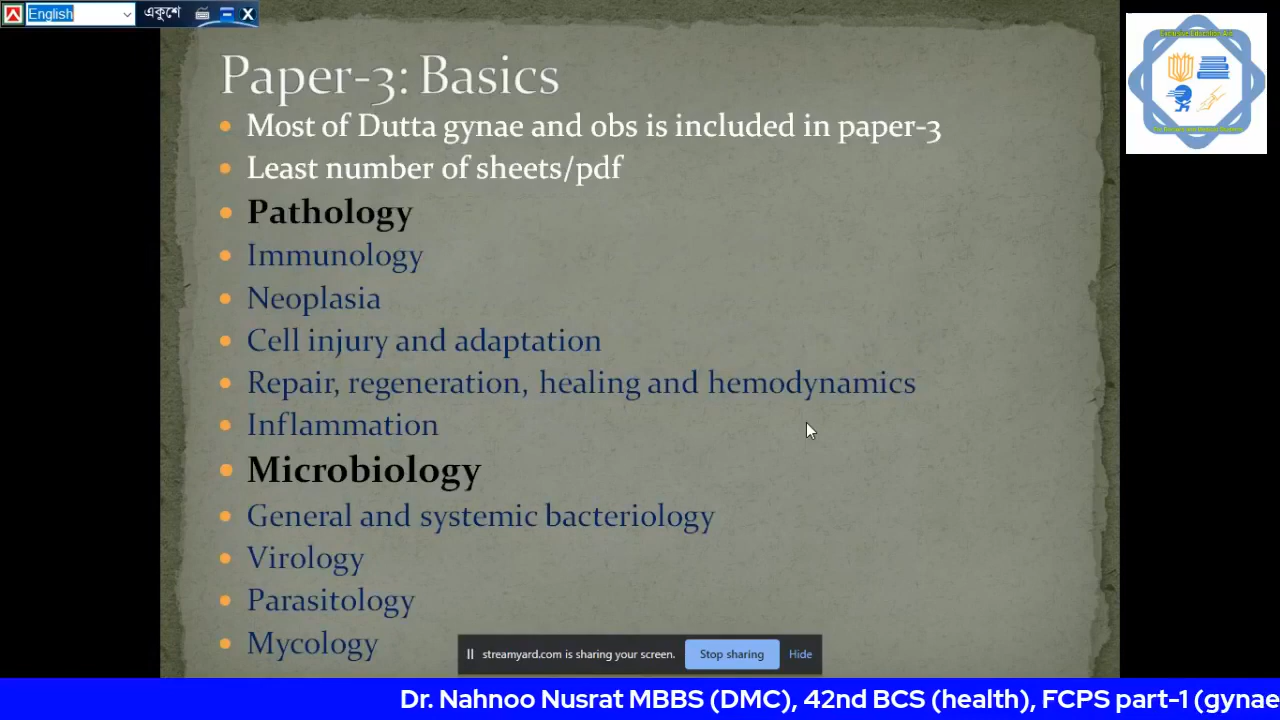 English
একুশে
Paper-3: Basics
Most of Dutta gynae and obs is included in paper-3
Least number of sheets/pdf
Pathology
Immunology
Neoplasia
Cell injury and adaptation
Repair, regeneration, healing and hemodynamics
Inflammation
Microbiology
General and systemic bacteriology
Virology
Parasitology
Mycology
streamyard.com is sharing your screen.
Stop sharing
Hide
Dr. Nahnoo Nusrat MBBS (DMC), 42nd BCS (health), FCPS part-1 (gynae